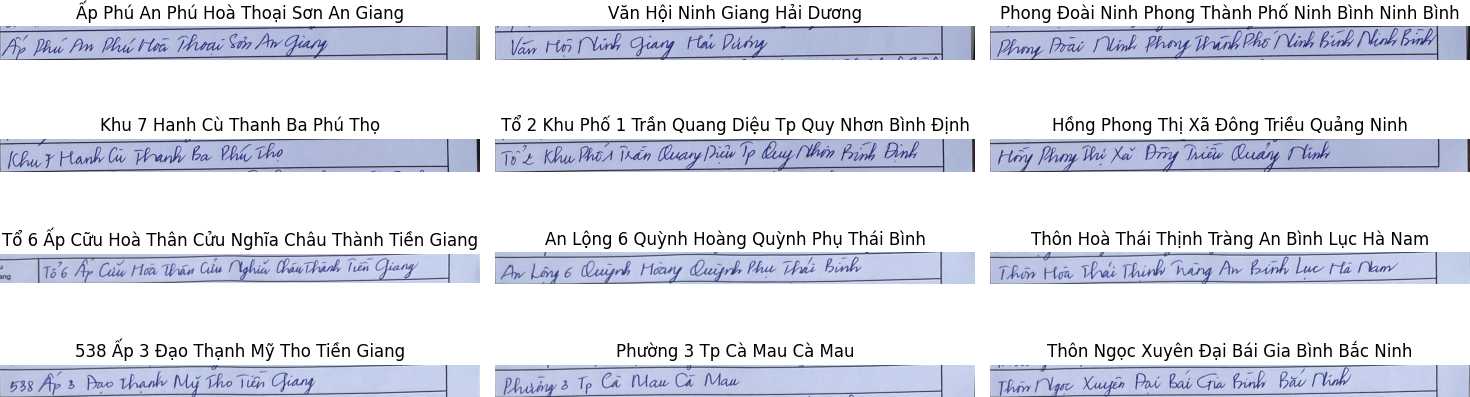 Ấp Phú An Phú Hoà Thoại Sơn An Giang
Ấp Phú An Phú Hoà Thoại Sơn An Giang
Văn Hội Ninh Giang Hải Dương
Văn Hội Ninh Giang Hải Dương
Phong Đoài Ninh Phong Thành Phố Ninh Bình Ninh Bình
Phong Đoài Ninh Phong Thành Phố Ninh Bình Ninh Bình
Khu 7 Hanh Cù Thanh Ba Phú Thọ
Khu 7 Hanh Cù Thanh Ba Phú Thọ
Tổ 2 Khu Phố 1 Trần Quang Diệu Tp Quy Nhơn Bình Định
Tổ 2 Khu Phố 1 Trần Quang Diệu Tp Quy Nhơn Bình Định
Hồng Phong Thị Xã Đông Triều Quảng Ninh
Hồng Phong Thị Xã Đông Triều Quảng Ninh
Tổ 6 Ấp Cữu Hoà Thân Cửu Nghĩa Châu Thành Tiền Giang
Tổ 6 Ấp Cữu Hoà Thân Cửu Nghĩa Châu Thành Tiền Giang
An Lộng 6 Quỳnh Hoàng Quỳnh Phụ Thái Bình
An Lộng 6 Quỳnh Hoàng Quỳnh Phụ Thái Bình
Thôn Hoà Thái Thịnh Tràng An Bình Lục Hà Nam
Thôn Hoà Thái Thịnh Tràng An Bình Lục Hà Nam
538 Ấp 3 Đạo Thạnh Mỹ Tho Tiền Giang
538 Ấp 3 Đạo Thạnh Mỹ Tho Tiền Giang
Phường 3 Tp Cà Mau Cà Mau
Phường 3 Tp Cà Mau Cà Mau
Thôn Ngọc Xuyên Đại Bái Gia Bình Bắc Ninh
Thôn Ngọc Xuyên Đại Bái Gia Bình Bắc Ninh